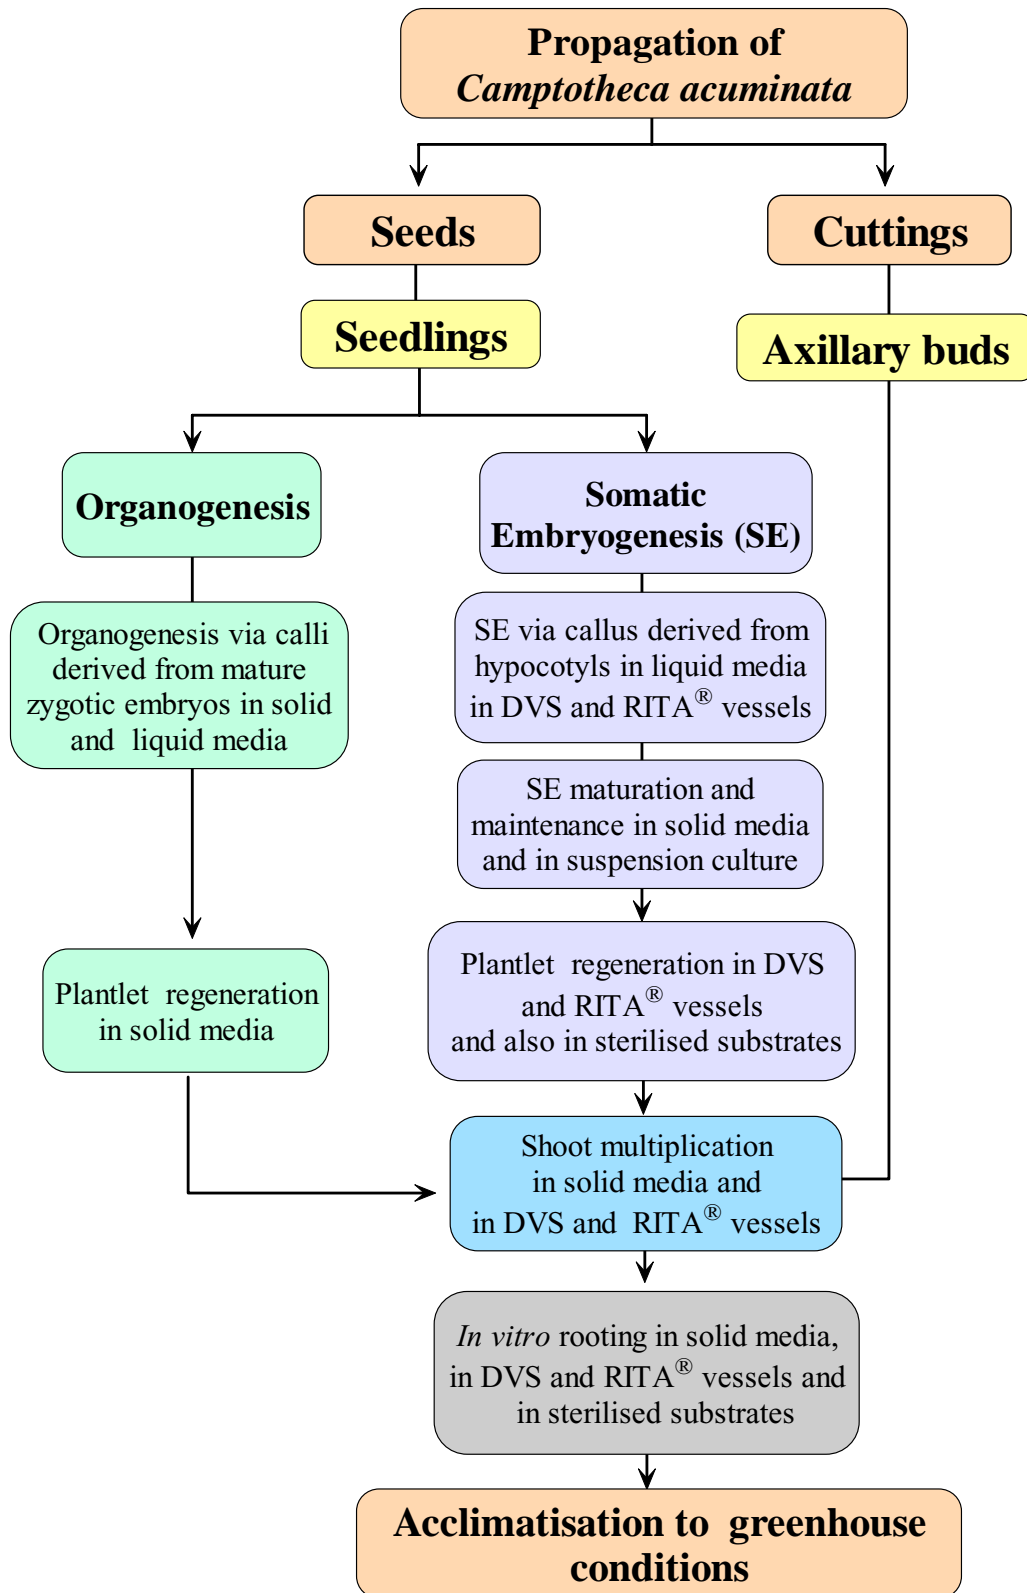 Propagation of
Camptotheca acuminata
Seeds
Cuttings
Seedlings
Axillary buds
Organogenesis
Somatic
Embryogenesis (SE)
Organogenesis via calli
derived from mature
zygotic embryos in solid
and liquid media
SE via callus derived from
hypocotyls in liquid media
in DVS and RITA® vessels
SE maturation and
maintenance in solid media
and in suspension culture
Plantlet regeneration
in solid media
Plantlet regeneration in DVS
and RITA® vessels
and also in sterilised substrates
Shoot multiplication
in solid media and
in DVS and RITA® vessels
In vitro rooting in solid media,
in DVS and RITA® vessels and
in sterilised substrates
Acclimatisation to greenhouse
conditions